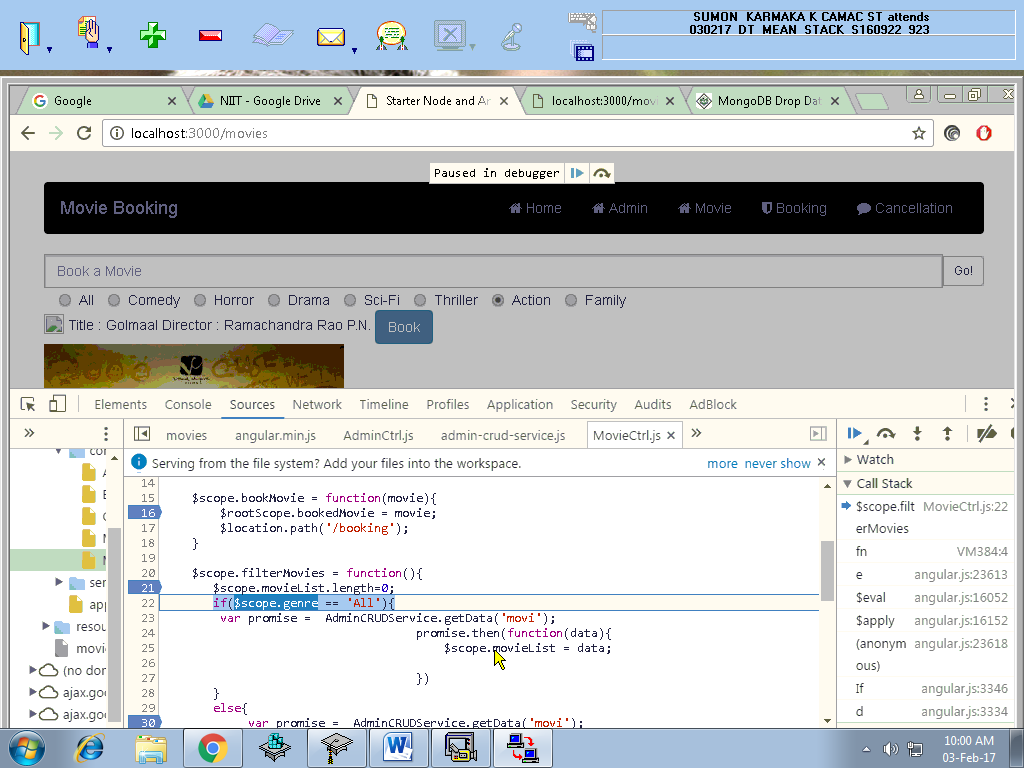 SUMON KARMAKA K CAMAC ST attends
030217 DT MEAN STACK S160922 923
Google
NIIT - Google Drive
Starter Node and Ar
localhost:3000/mov
MongoDB Drop Dat
localhost:3000/movies
Paused in debugger
Movie Booking
Home
Admin
Movie
Booking
Cancellation
Book a Movie
Go!
All
Comedy
Horror
Drama
Sci-Fi
Thriller
Action
Family
Title : Golmaal Director : Ramachandra Rao P.N.
Book
Elements
Console
Sources
Network
Timeline
Profiles
Application
Security
Audits
AdBlock
movies
angular.min.js
AdminCtrl.js
admin-crud-service.js
MovieCtrl.js
Serving from the file system? Add your files into the workspace.
more
never show
14
15 $scope.bookMovie = function(movie){
16 $rootScope.bookedMovie = movie;
17 $location.path('/booking');
18 }
19
20 $scope.filterMovies = function(){
21 $scope.movieList.length=0;
22 if($scope.genre == 'All'){
23 var promise = AdminCRUDService.getData('movi');
24 promise.then(function(data){
25 $scope.movieList = data;
26
27 })
28 }
29 else{
30 var promise = AdminCRUDService.getData('movi');
con
ser
app
resou
movi
(no dor
ajax.goo
ajax.goo
Watch
Call Stack
$scope.filterMovies MovieCtrl.js:22
fn VM384:4
e angular.js:23613
$eval angular.js:16052
$apply angular.js:16152
(anonymous) angular.js:23618
If angular.js:3346
d angular.js:3334
10:00 AM
03-Feb-17